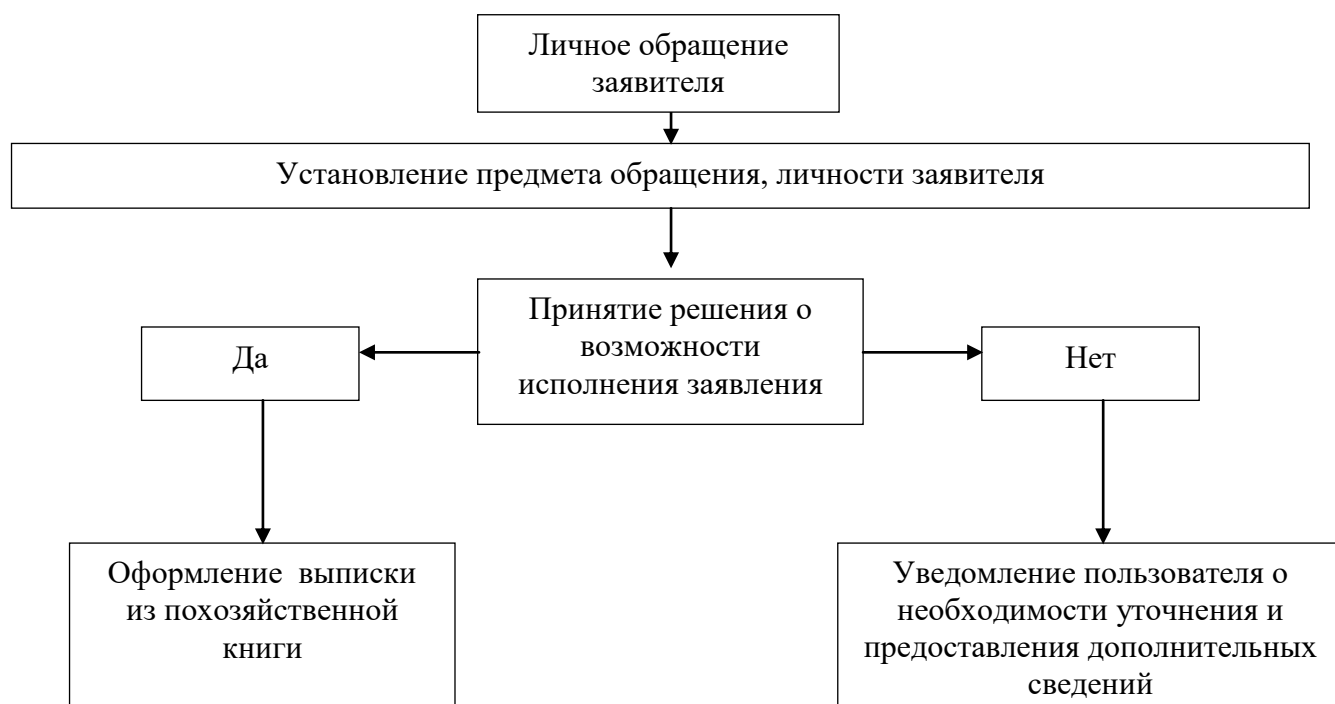 Личное обращение
заявителя
Установление предмета обращения, личности заявителя
Принятие решения о
возможности
исполнения заявления
Да
Нет
Оформление выписки
из похозяйственной
книги
Уведомление пользователя о
необходимости уточнения и
предоставления дополнительных
сведений